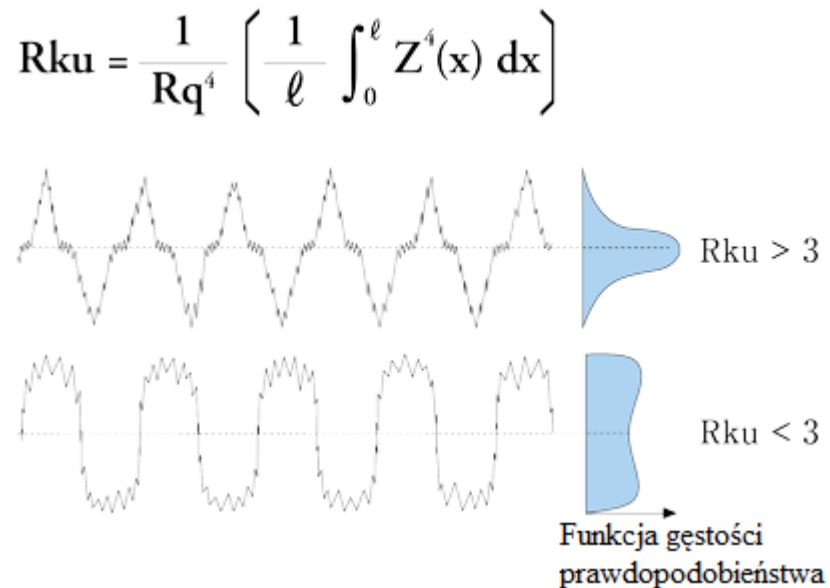 Rku = 1/Rq⁴ ( 1/ℓ ∫₀^ℓ Z⁴(x) dx )
Rku > 3
Rku < 3
Funkcja gęstości
prawdopodobieństwa